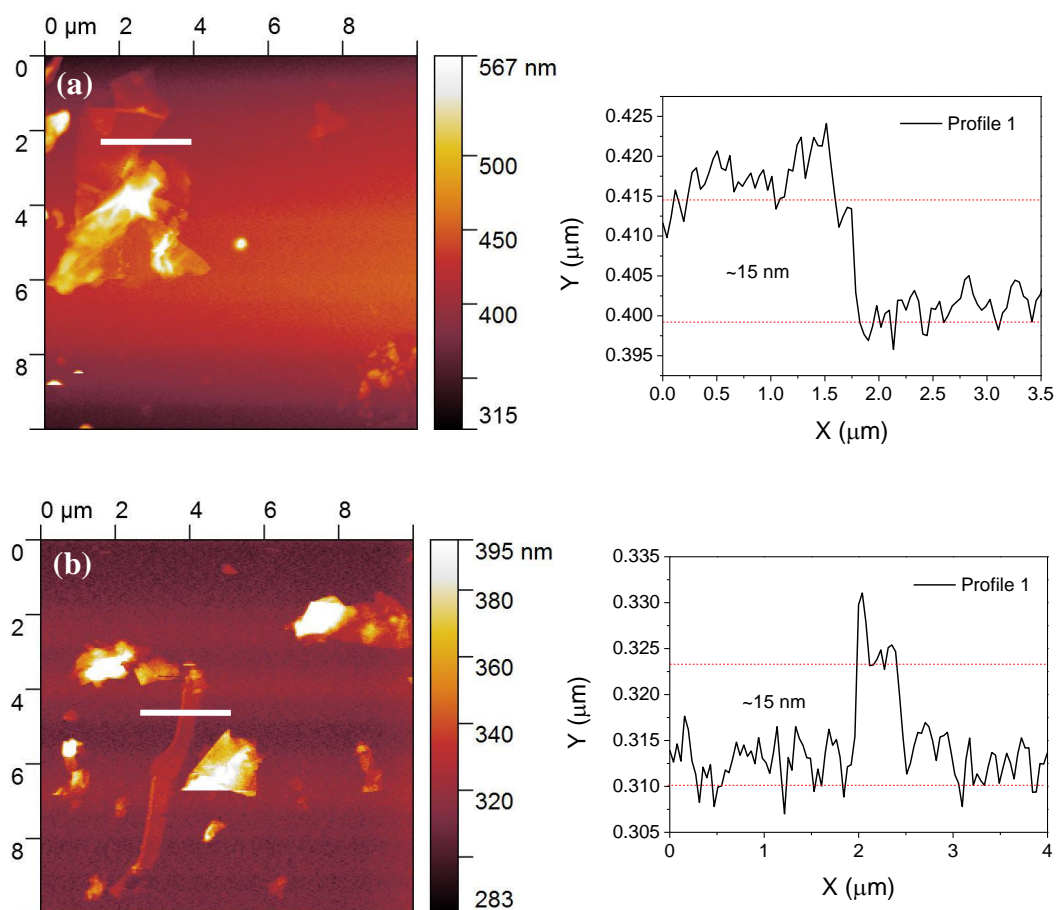 0 µm 2 4 6 8
(a)
0
2
4
6
8
567 nm
500
450
400
315
0.425
0.420
0.415
0.410
0.405
0.400
0.395
Y (µm)
Profile 1
~15 nm
0.0 0.5 1.0 1.5 2.0 2.5 3.0 3.5
X (µm)
0 µm 2 4 6 8
(b)
0
2
4
6
8
395 nm
380
360
340
320
283
0.335
0.330
0.325
0.320
0.315
0.310
0.305
Y (µm)
Profile 1
~15 nm
0 1 2 3 4
X (µm)